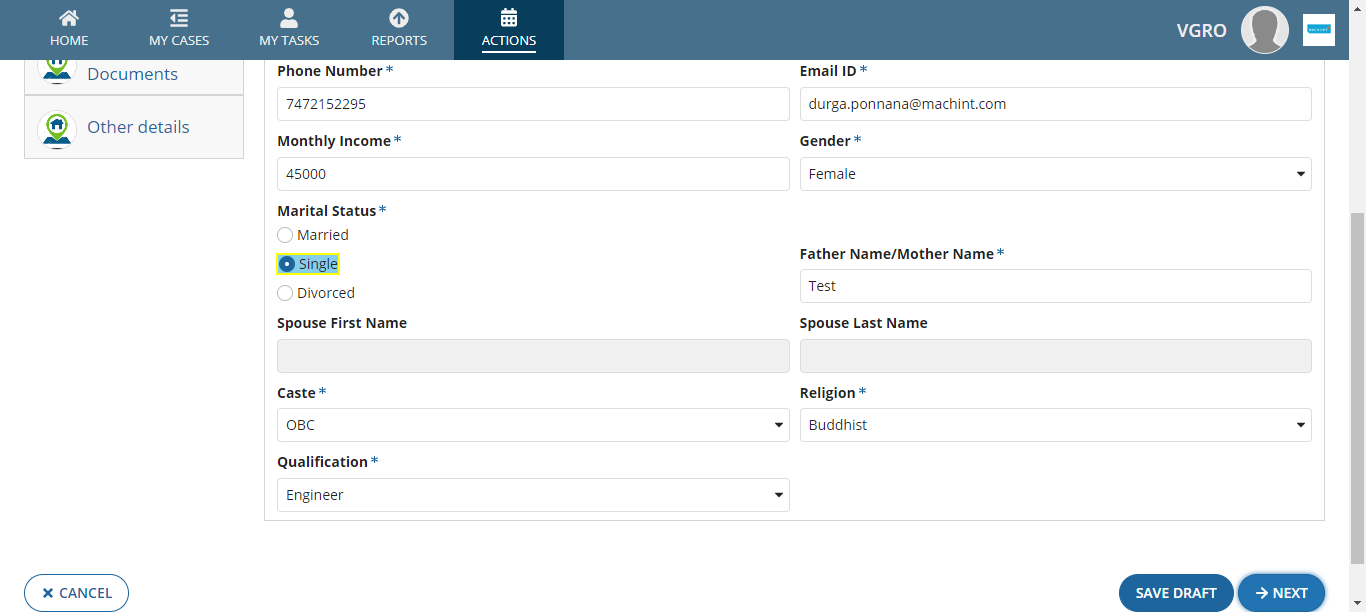 HOME
MY CASES
MY TASKS
REPORTS
ACTIONS
VGRO
Documents
Other details
Phone Number *
Email ID *
7472152295
durga.ponnana@machint.com
Monthly Income *
Gender *
45000
Female
Marital Status *
Married
Single
Divorced
Father Name/Mother Name *
Test
Spouse First Name
Spouse Last Name
Caste *
Religion *
OBC
Buddhist
Qualification *
Engineer
CANCEL
SAVE DRAFT
NEXT